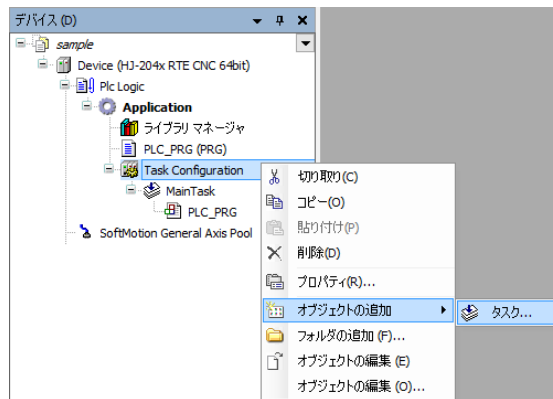 デバイス (D)
sample
Device (HJ-204x RTE CNC 64bit)
Plc Logic
Application
ライブラリ マネージャ
PLC_PRG (PRG)
Task Configuration
MainTask
PLC_PRG
SoftMotion General Axis Pool
切り取り(C)
コピー(O)
貼り付け(P)
削除(D)
プロパティ(R)...
オブジェクトの追加
タスク...
フォルダの追加 (F)...
オブジェクトの編集 (E)
オブジェクトの編集 (O)...